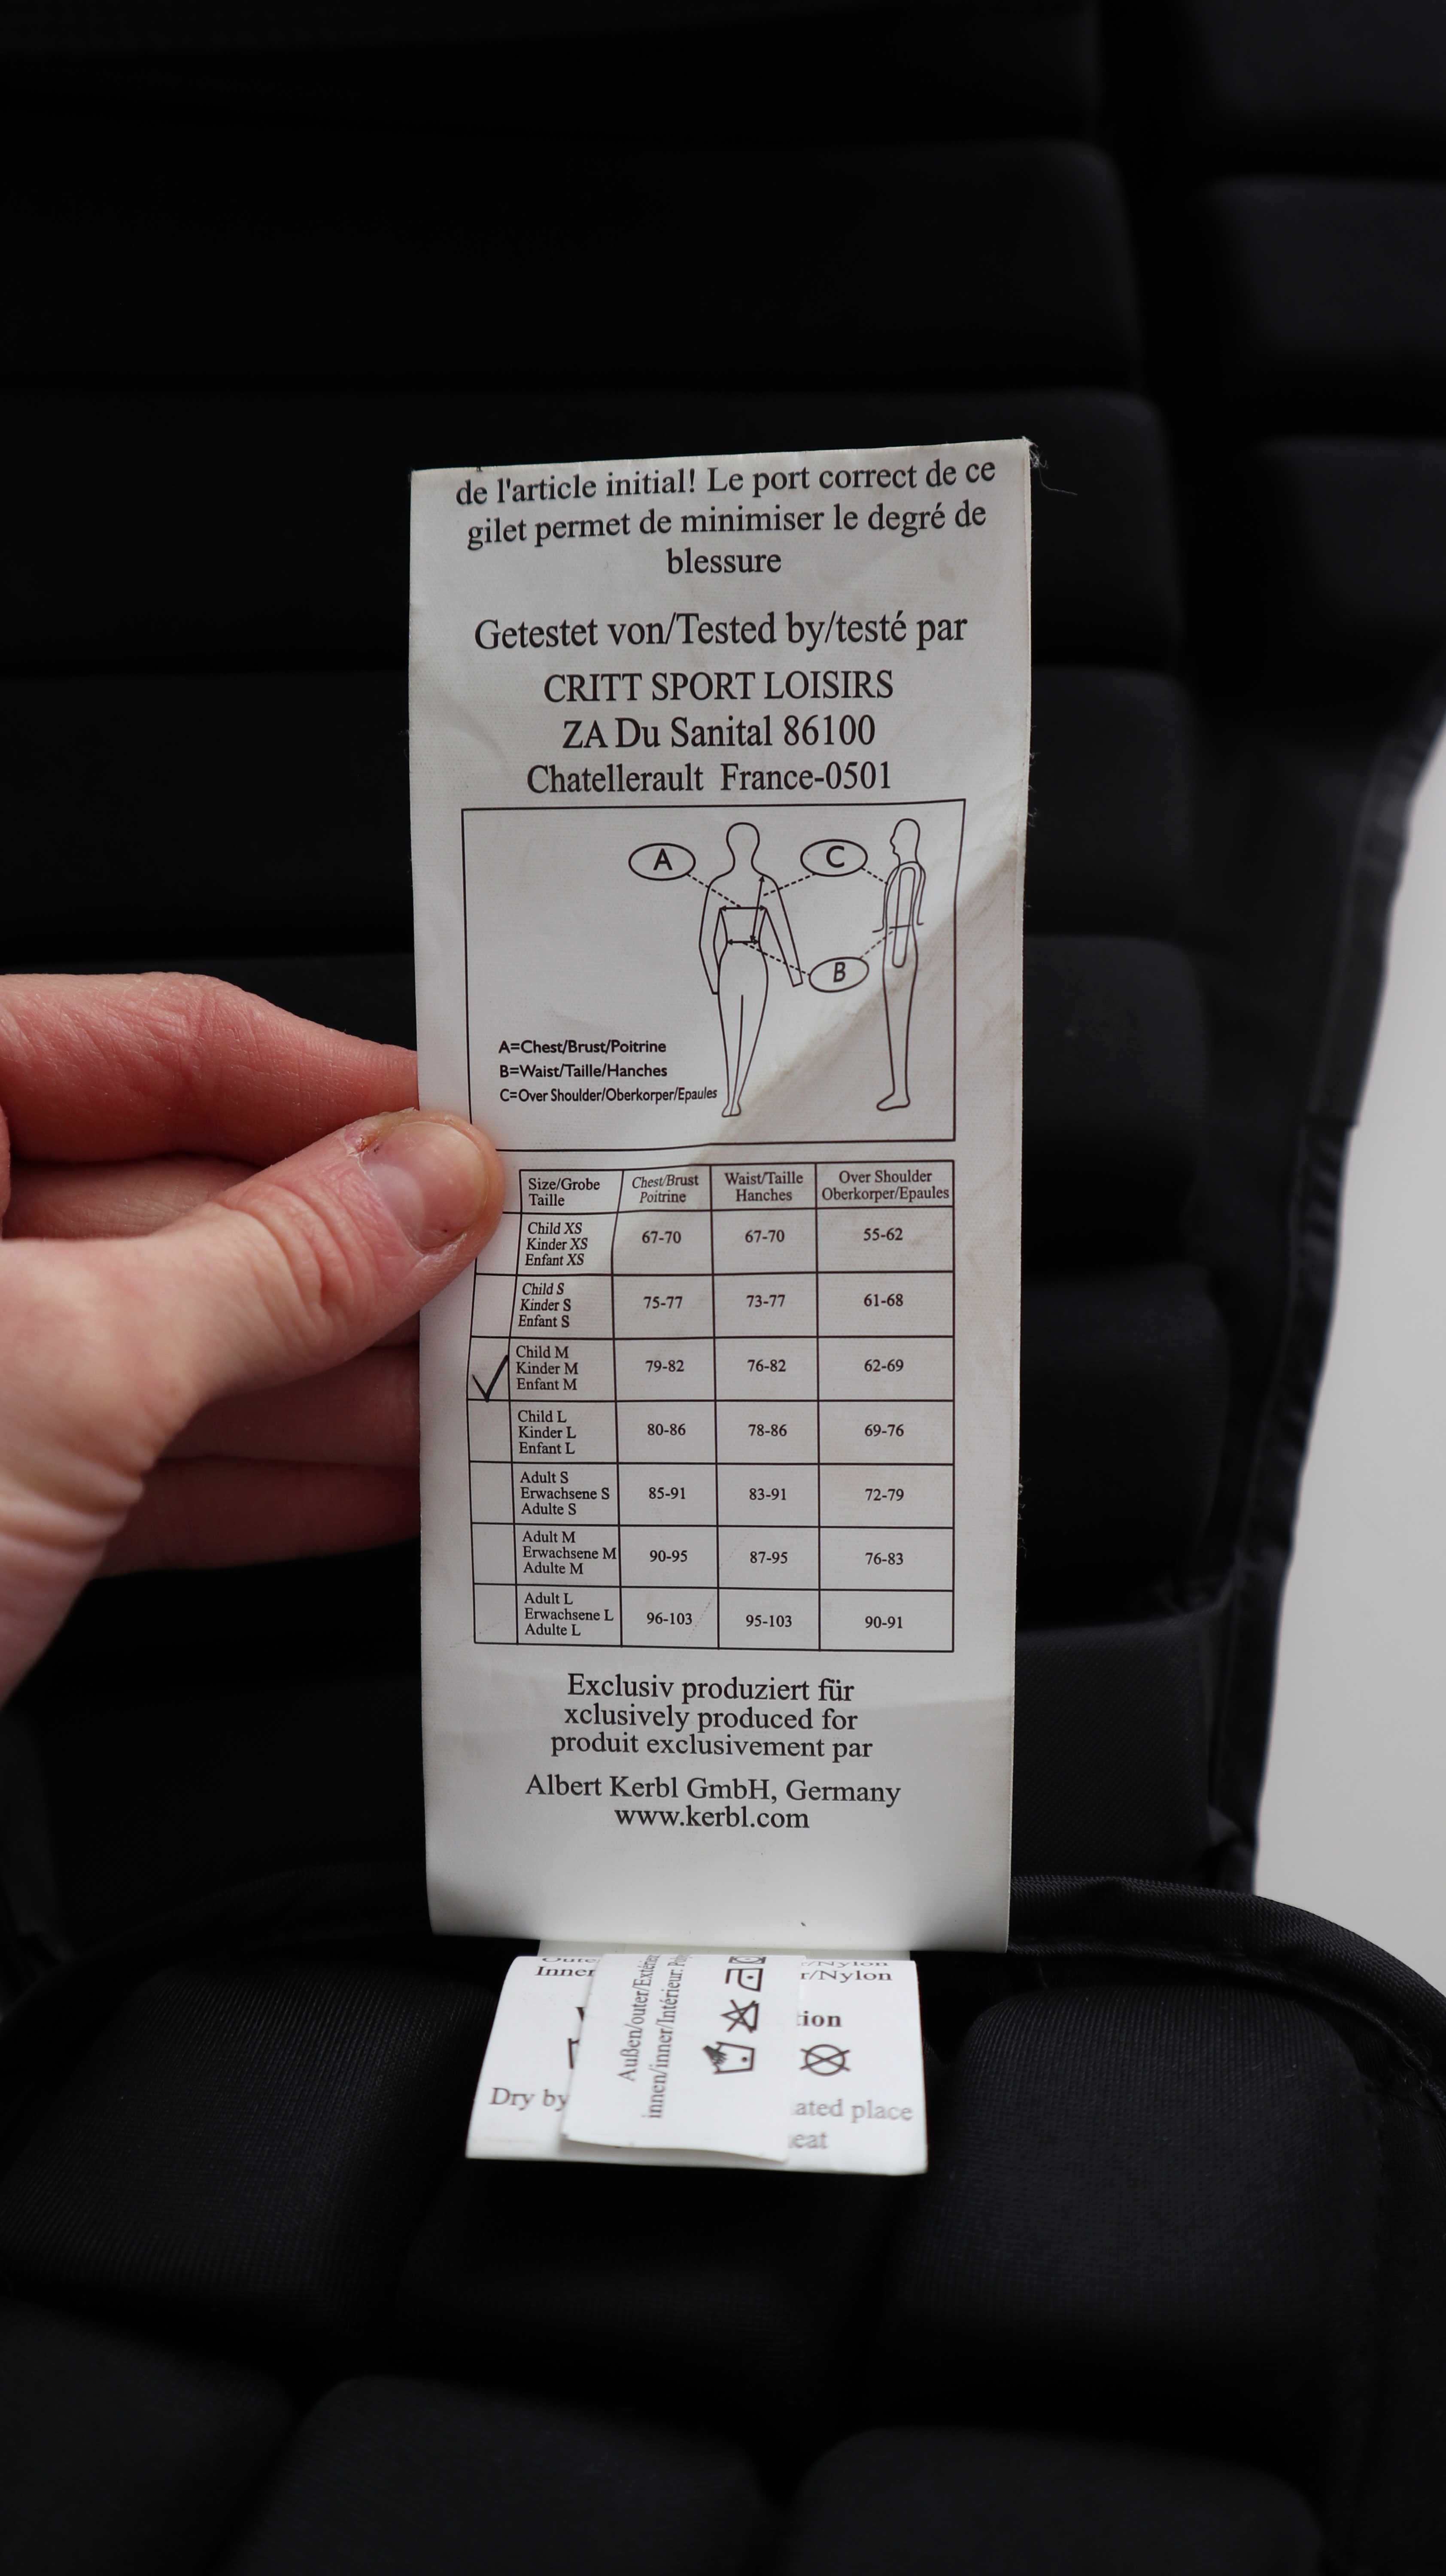 de l'article initial! Le port correct de ce
gilet permet de minimiser le degré de
blessure
Getestet von/Tested by/testé par
CRITT SPORT LOISIRS
ZA Du Sanital 86100
Chatellerault France-0501
A
C
B
A=Chest/Brust/Poitrine
B=Waist/Taille/Hanches
C=Over Shoulder/Oberkorper/Epaules
Size/Grobe Chest/Brust Waist/Taille Over Shoulder
Taille Poitrine Hanches Oberkorper/Epaules
Child XS
Kinder XS 67-70 67-70 55-62
Enfant XS
Child S
Kinder S 75-77 73-77 61-68
Enfant S
Child M
Kinder M 79-82 76-82 62-69
Enfant M
Child L
Kinder L 80-86 78-86 69-76
Enfant L
Adult S
Erwachsene S 85-91 83-91 72-79
Adulte S
Adult M
Erwachsene M 90-95 87-95 76-83
Adulte M
Adult L
Erwachsene L 96-103 95-103 90-91
Adulte L
Exclusiv produziert für
xclusively produced for
produit exclusivement par
Albert Kerbl GmbH, Germany
www.kerbl.com
Inner
r/Nylon
tion
Dry by
ated place
eat
Außen/outer/Extérieu
innen/inner/Intérieur: